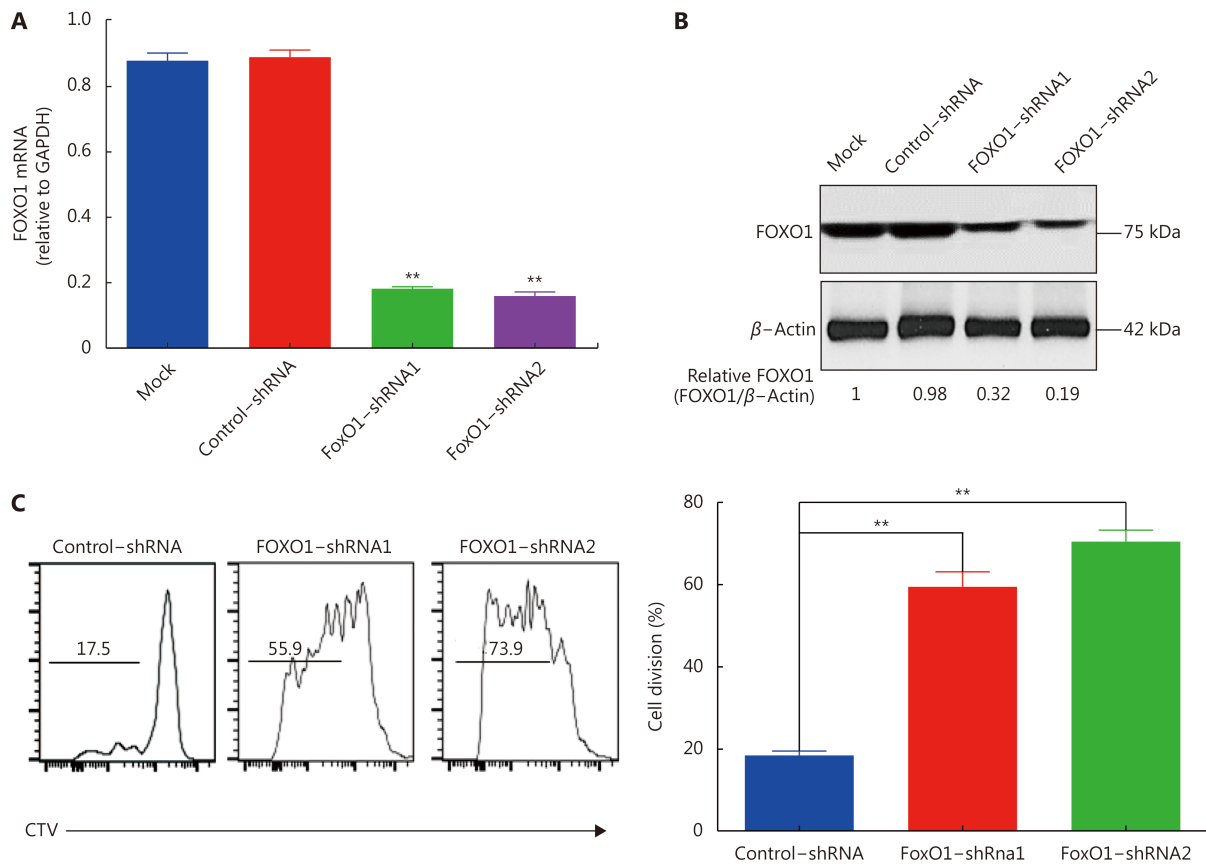 A
FOXO1 mRNA
(relative to GAPDH)
1.0
0.8
0.6
0.4
0.2
0
**
**
Mock
Control–shRNA
FoxO1–shRNA1
FoxO1–shRNA2
B
Mock
Control–shRNA
FOXO1–shRNA1
FOXO1–shRNA2
FOXO1
75 kDa
β–Actin
42 kDa
Relative FOXO1
(FOXO1/β–Actin) 1 0.98 0.32 0.19
C
Control–shRNA FOXO1–shRNA1 FOXO1–shRNA2
17.5 55.9 73.9
CTV
Cell division (%)
80
60
40
20
0
**
**
Control–shRNA FoxO1–shRna1 FoxO1–shRNA2